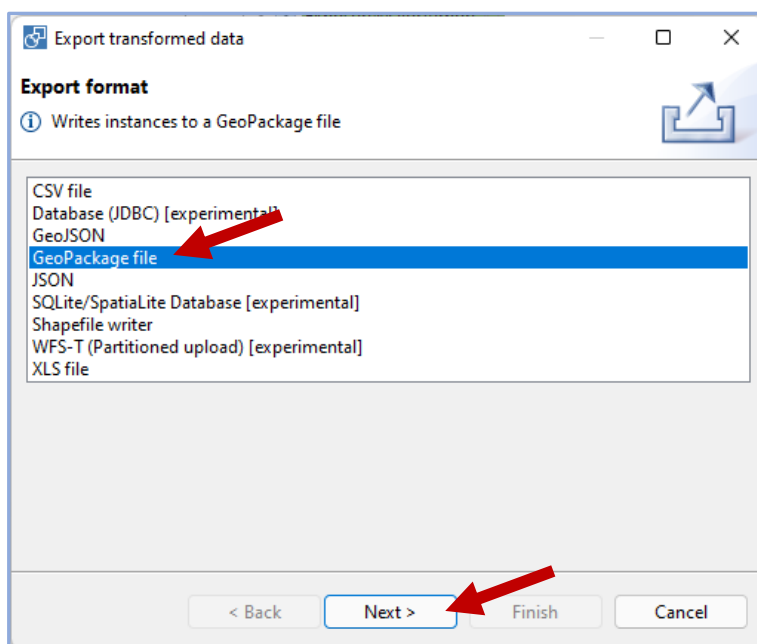 Export transformed data
Export format
Writes instances to a GeoPackage file
CSV file
Database (JDBC) [experimental]
GeoJSON
GeoPackage file
JSON
SQLite/SpatiaLite Database [experimental]
Shapefile writer
WFS-T (Partitioned upload) [experimental]
XLS file
< Back Next > Finish Cancel